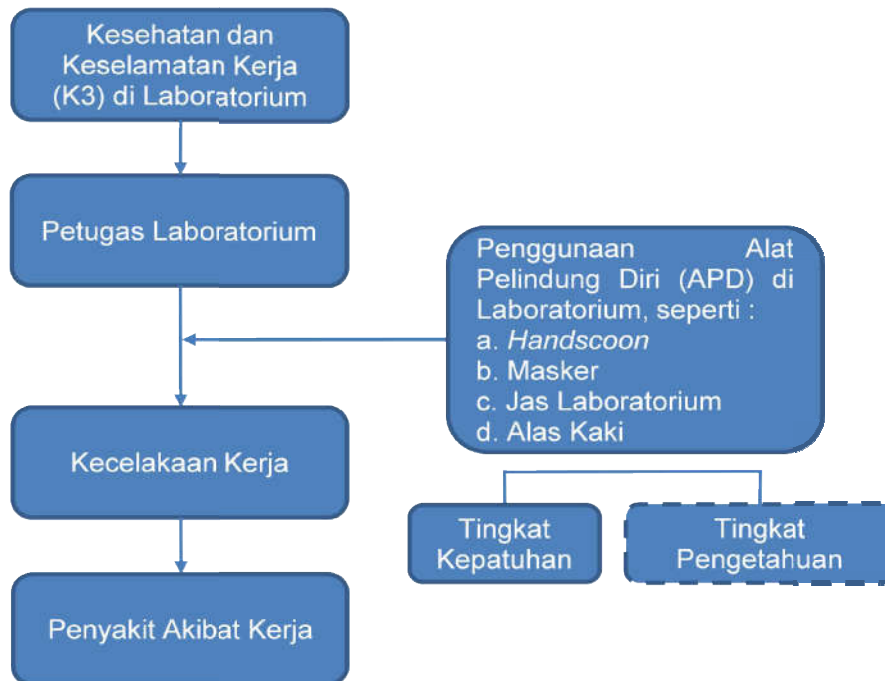 Kesehatan dan
Keselamatan Kerja
(K3) di Laboratorium
Petugas Laboratorium
Penggunaan Alat
Pelindung Diri (APD) di
Laboratorium, seperti :
a. Handscoon
b. Masker
c. Jas Laboratorium
d. Alas Kaki
Kecelakaan Kerja
Tingkat
Kepatuhan
Tingkat
Pengetahuan
Penyakit Akibat Kerja